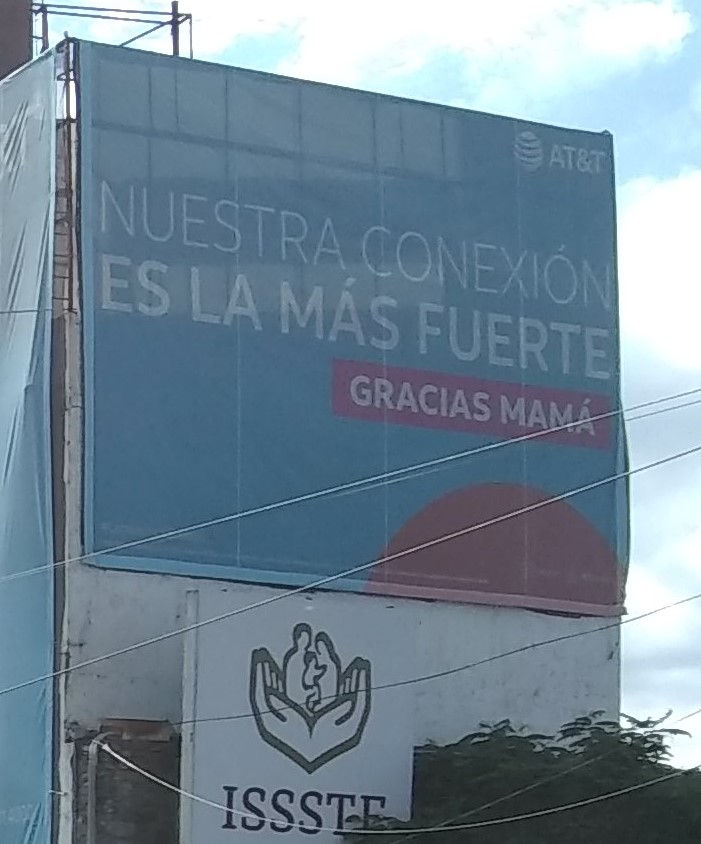 AT&T
NUESTRA CONEXIÓN
ES LA MÁS FUERTE
GRACIAS MAMÁ
ISSSTE